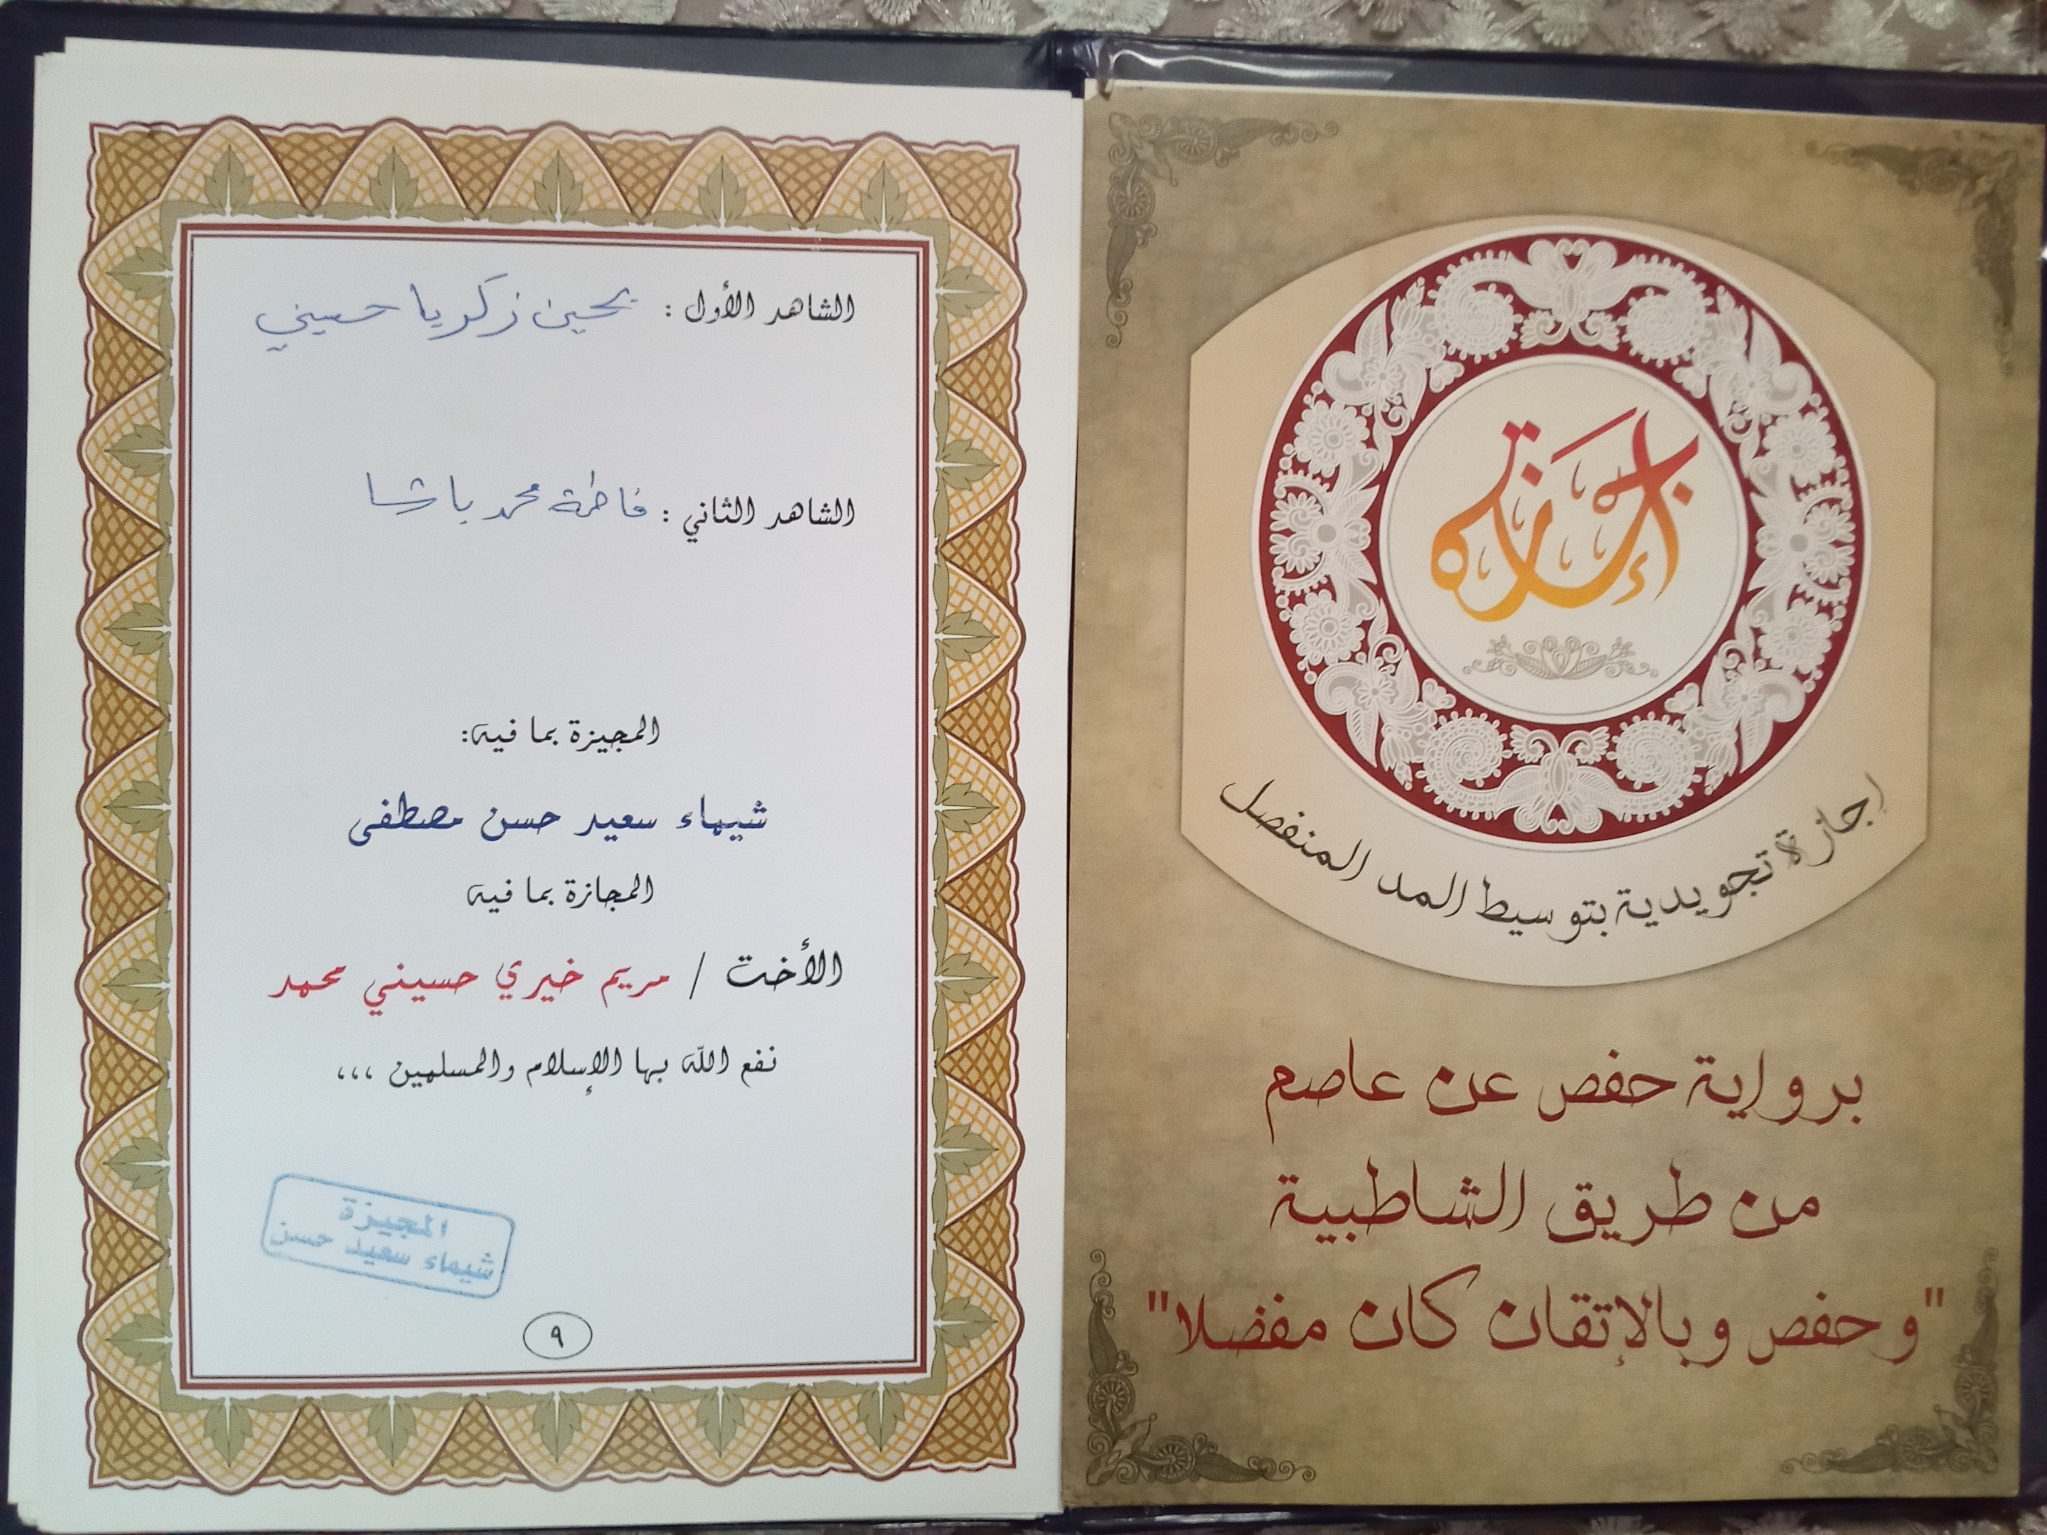 إجازة
إجازة تجويدية بتوسيط المد المنفصل
برواية حفص عن عاصم
من طريق الشاطبية
"وحفص وبالإتقان كان مفضلا"
الشاهد الأول : زكريا حسيني
الشاهد الثاني : فاطمة محمد باشا
المجيزة بما فيه:
شيماء سعيد حسن مصطفى
المجازة بما فيه
الأخت / مريم خيري حسيني محمد
نفع الله بها الإسلام والمسلمين ،،،
المجيزة
شيماء سعيد حسن
٩